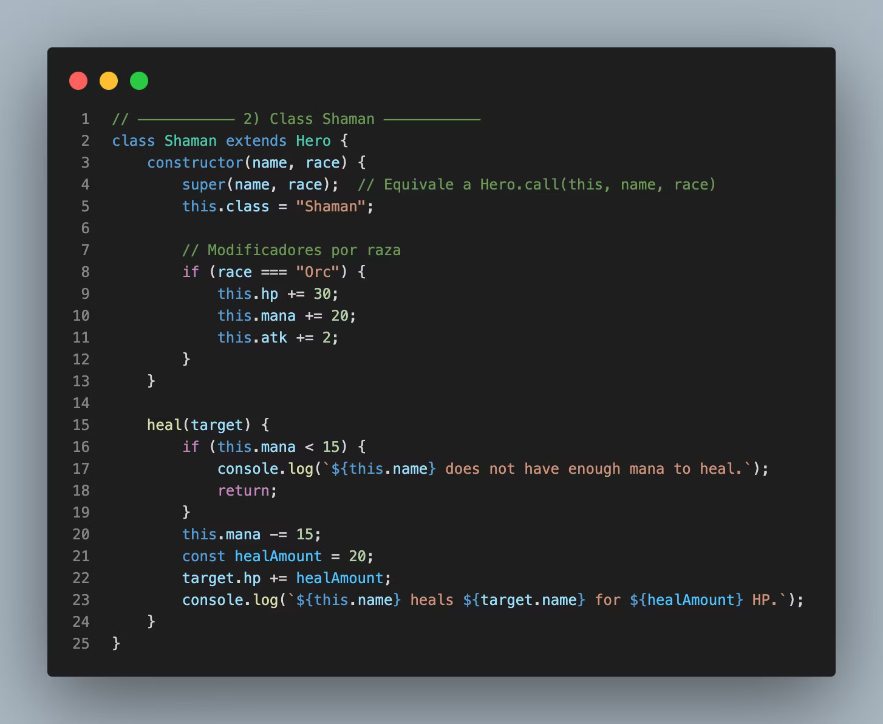 1 // ─────────── 2) Class Shaman ───────────
2 class Shaman extends Hero {
3     constructor(name, race) {
4         super(name, race);  // Equivale a Hero.call(this, name, race)
5         this.class = "Shaman";
6
7         // Modificadores por raza
8         if (race === "Orc") {
9             this.hp += 30;
10             this.mana += 20;
11             this.atk += 2;
12         }
13     }
14
15     heal(target) {
16         if (this.mana < 15) {
17             console.log(`${this.name} does not have enough mana to heal.`);
18             return;
19         }
20         this.mana -= 15;
21         const healAmount = 20;
22         target.hp += healAmount;
23         console.log(`${this.name} heals ${target.name} for ${healAmount} HP.`);
24     }
25 }